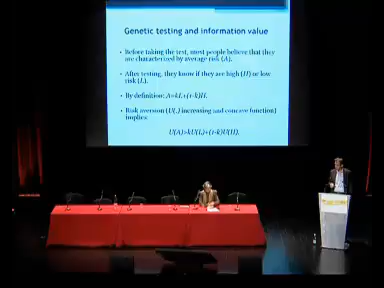 Genetic testing and information value
• Before taking the test, most people believe that they
are characterized by average risk (A).
• After testing, they know if they are high (H) or low
risk (L).
• By definition: A=kL+(1-k)H.
• Risk aversion (U(.) increasing and concave function)
implies:
U(A)>kU(L)+(1-k)U(H).